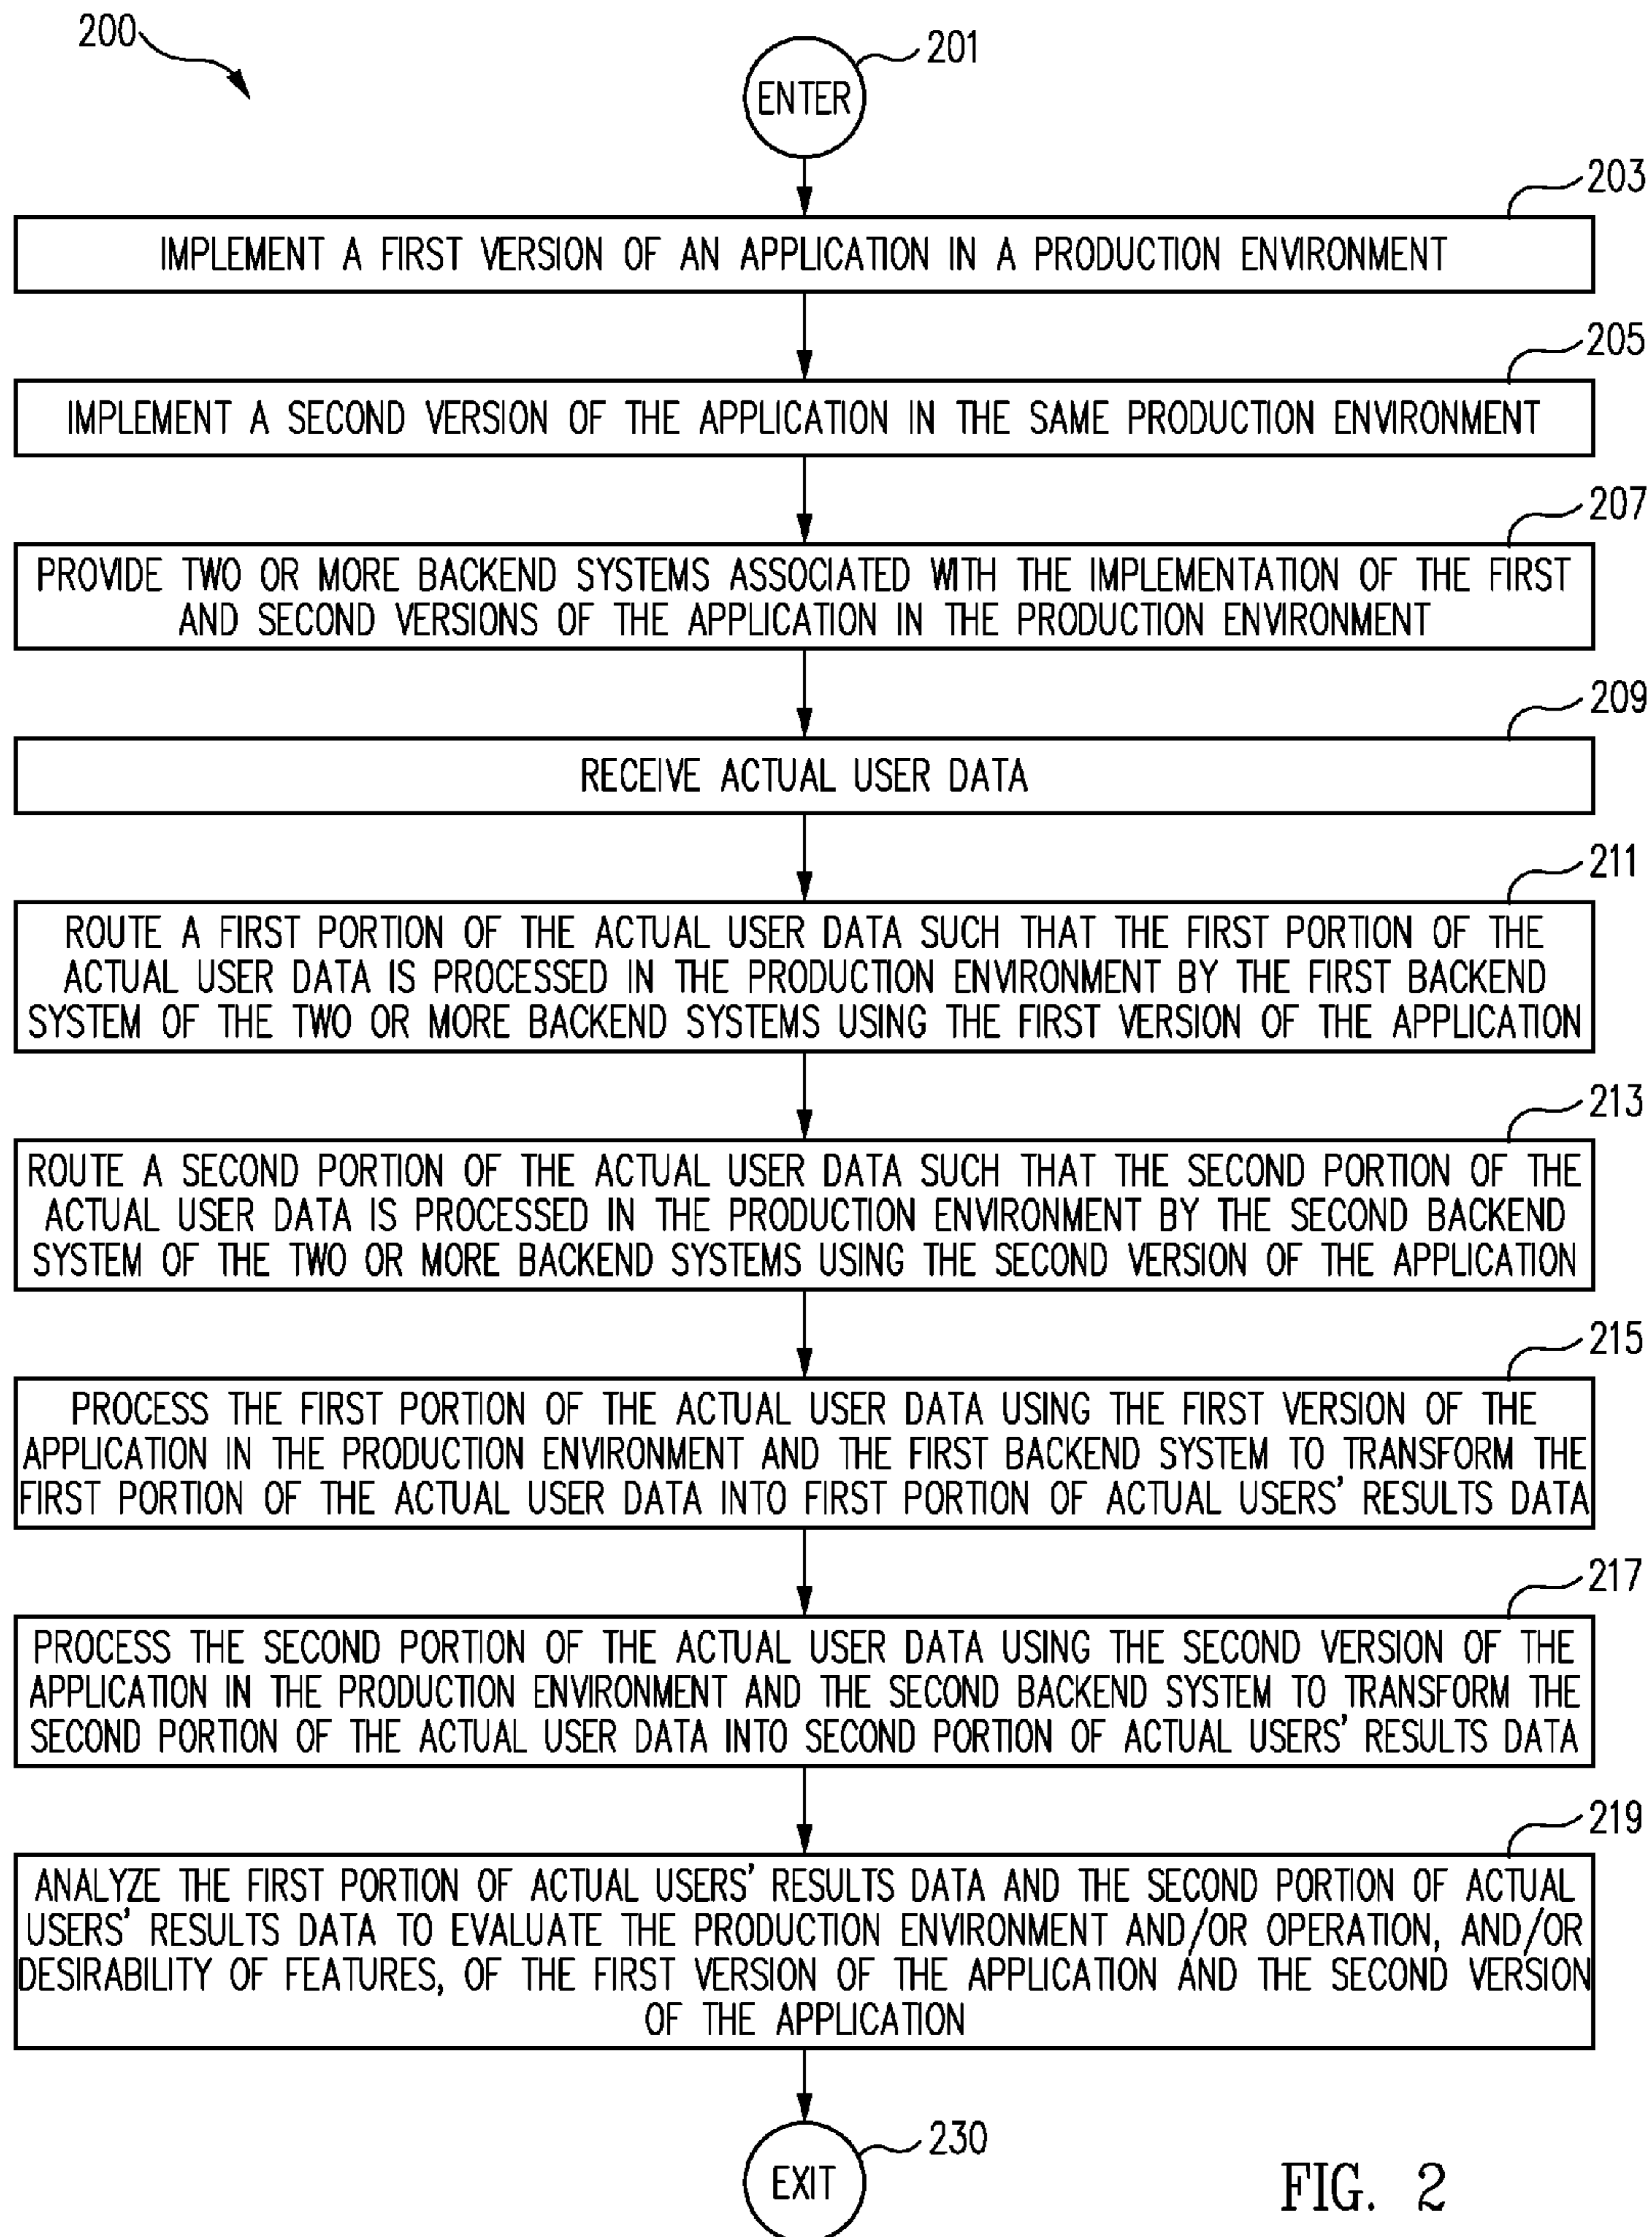 200
201
ENTER
203
IMPLEMENT A FIRST VERSION OF AN APPLICATION IN A PRODUCTION ENVIRONMENT
205
IMPLEMENT A SECOND VERSION OF THE APPLICATION IN THE SAME PRODUCTION ENVIRONMENT
207
PROVIDE TWO OR MORE BACKEND SYSTEMS ASSOCIATED WITH THE IMPLEMENTATION OF THE FIRST
AND SECOND VERSIONS OF THE APPLICATION IN THE PRODUCTION ENVIRONMENT
209
RECEIVE ACTUAL USER DATA
211
ROUTE A FIRST PORTION OF THE ACTUAL USER DATA SUCH THAT THE FIRST PORTION OF THE
ACTUAL USER DATA IS PROCESSED IN THE PRODUCTION ENVIRONMENT BY THE FIRST BACKEND
SYSTEM OF THE TWO OR MORE BACKEND SYSTEMS USING THE FIRST VERSION OF THE APPLICATION
213
ROUTE A SECOND PORTION OF THE ACTUAL USER DATA SUCH THAT THE SECOND PORTION OF THE
ACTUAL USER DATA IS PROCESSED IN THE PRODUCTION ENVIRONMENT BY THE SECOND BACKEND
SYSTEM OF THE TWO OR MORE BACKEND SYSTEMS USING THE SECOND VERSION OF THE APPLICATION
215
PROCESS THE FIRST PORTION OF THE ACTUAL USER DATA USING THE FIRST VERSION OF THE
APPLICATION IN THE PRODUCTION ENVIRONMENT AND THE FIRST BACKEND SYSTEM TO TRANSFORM THE
FIRST PORTION OF THE ACTUAL USER DATA INTO FIRST PORTION OF ACTUAL USERS' RESULTS DATA
217
PROCESS THE SECOND PORTION OF THE ACTUAL USER DATA USING THE SECOND VERSION OF THE
APPLICATION IN THE PRODUCTION ENVIRONMENT AND THE SECOND BACKEND SYSTEM TO TRANSFORM THE
SECOND PORTION OF THE ACTUAL USER DATA INTO SECOND PORTION OF ACTUAL USERS' RESULTS DATA
219
ANALYZE THE FIRST PORTION OF ACTUAL USERS' RESULTS DATA AND THE SECOND PORTION OF ACTUAL
USERS' RESULTS DATA TO EVALUATE THE PRODUCTION ENVIRONMENT AND/OR OPERATION, AND/OR
DESIRABILITY OF FEATURES, OF THE FIRST VERSION OF THE APPLICATION AND THE SECOND VERSION
OF THE APPLICATION
230
EXIT
FIG. 2